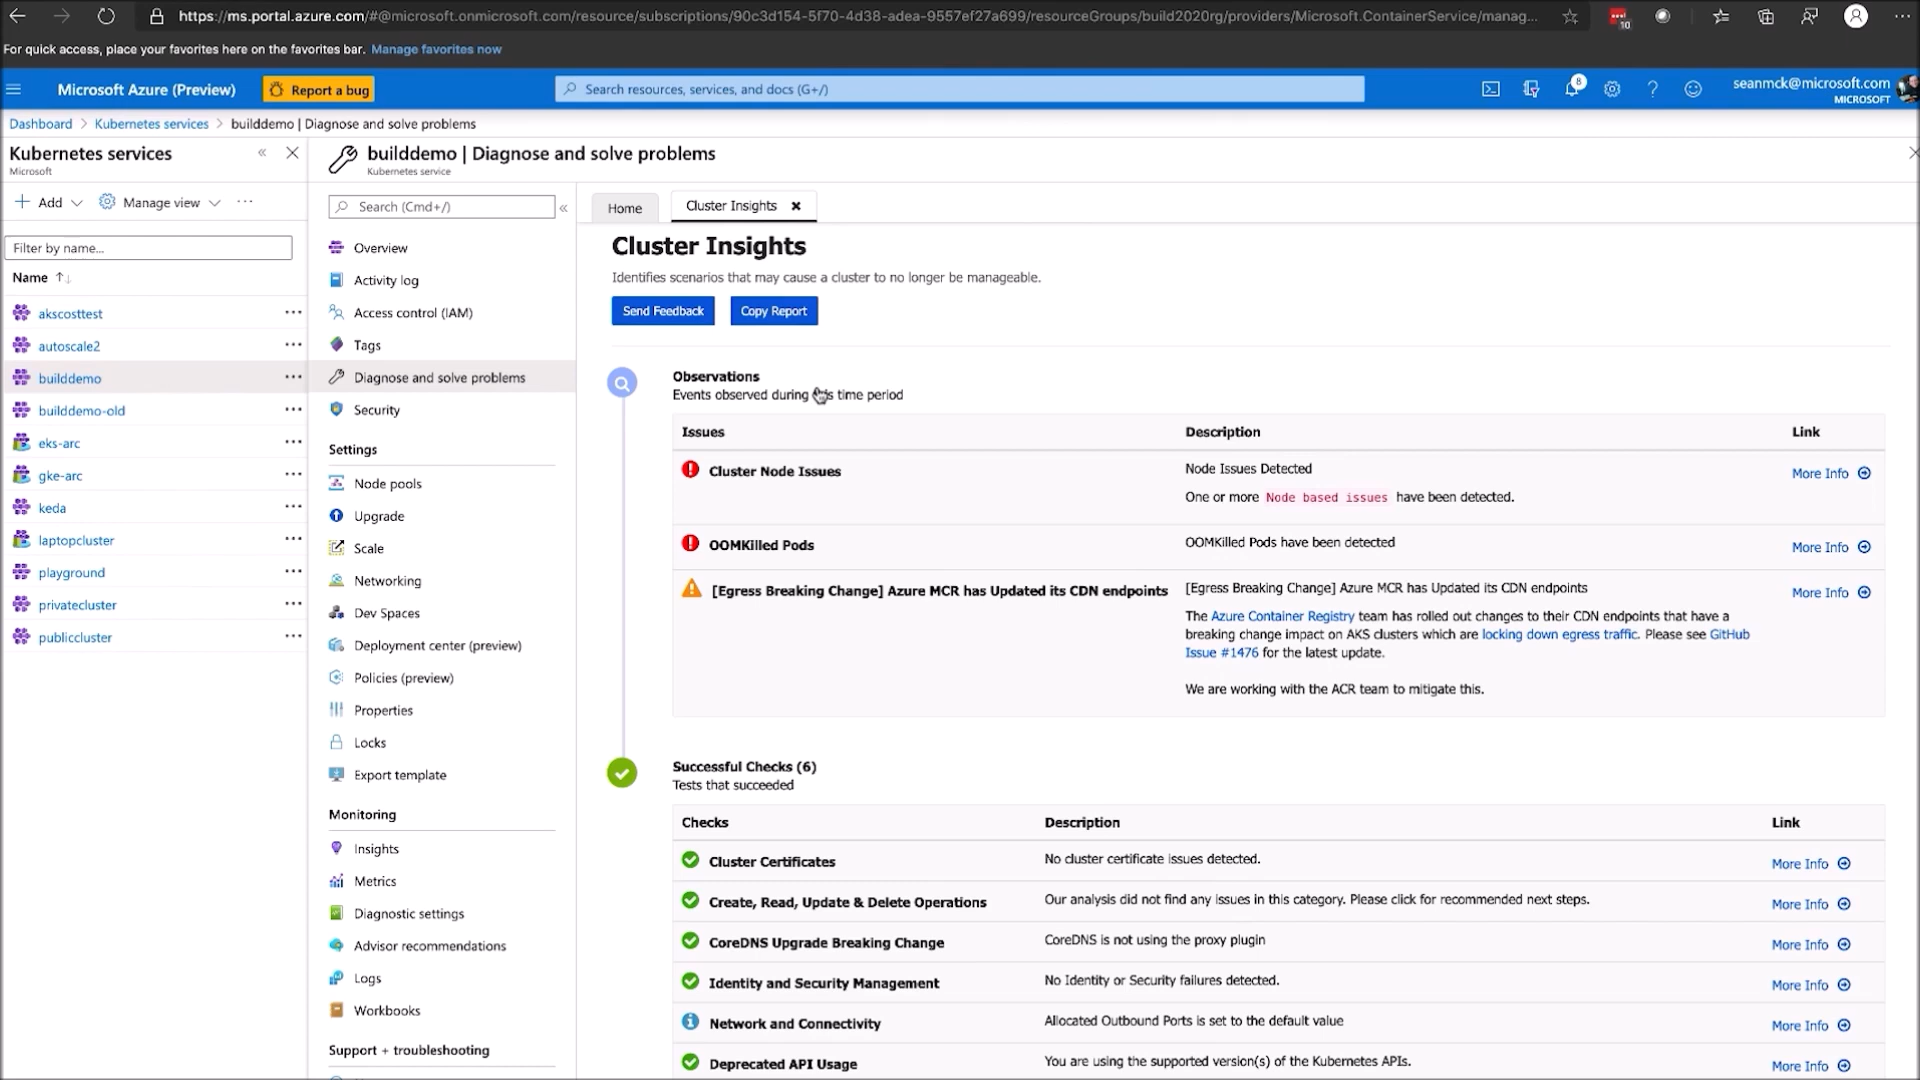 https://ms.portal.azure.com/#@microsoft.onmicrosoft.com/resource/subscriptions/90c3d154-5f70-4d38-adea-9557ef27a699/resourceGroups/build2020rg/providers/Microsoft.ContainerService/manag...
10
For quick access, place your favorites here on the favorites bar. Manage favorites now
Microsoft Azure (Preview)
Report a bug
Search resources, services, and docs (G+/)
8
seanmck@microsoft.com
MICROSOFT
Dashboard > Kubernetes services > builddemo | Diagnose and solve problems
Kubernetes services
Microsoft
Add
Manage view
Filter by name...
Name
akscosttest
autoscale2
builddemo
builddemo-old
eks-arc
gke-arc
keda
laptopcluster
playground
privatecluster
publiccluster
builddemo | Diagnose and solve problems
Kubernetes service
Search (Cmd+/)
Overview
Activity log
Access control (IAM)
Tags
Diagnose and solve problems
Security
Settings
Node pools
Upgrade
Scale
Networking
Dev Spaces
Deployment center (preview)
Policies (preview)
Properties
Locks
Export template
Monitoring
Insights
Metrics
Diagnostic settings
Advisor recommendations
Logs
Workbooks
Support + troubleshooting
Home
Cluster Insights
Cluster Insights
Identifies scenarios that may cause a cluster to no longer be manageable.
Send Feedback
Copy Report
Observations
Events observed during this time period
Issues Description Link
Cluster Node Issues Node Issues Detected More Info
One or more Node based issues have been detected.
OOMKilled Pods OOMKilled Pods have been detected More Info
[Egress Breaking Change] Azure MCR has Updated its CDN endpoints [Egress Breaking Change] Azure MCR has Updated its CDN endpoints More Info
The Azure Container Registry team has rolled out changes to their CDN endpoints that have a
breaking change impact on AKS clusters which are locking down egress traffic. Please see GitHub
Issue #1476 for the latest update.
We are working with the ACR team to mitigate this.
Successful Checks (6)
Tests that succeeded
Checks Description Link
Cluster Certificates No cluster certificate issues detected. More Info
Create, Read, Update & Delete Operations Our analysis did not find any issues in this category. Please click for recommended next steps. More Info
CoreDNS Upgrade Breaking Change CoreDNS is not using the proxy plugin More Info
Identity and Security Management No Identity or Security failures detected. More Info
Network and Connectivity Allocated Outbound Ports is set to the default value More Info
Deprecated API Usage You are using the supported version(s) of the Kubernetes APIs. More Info